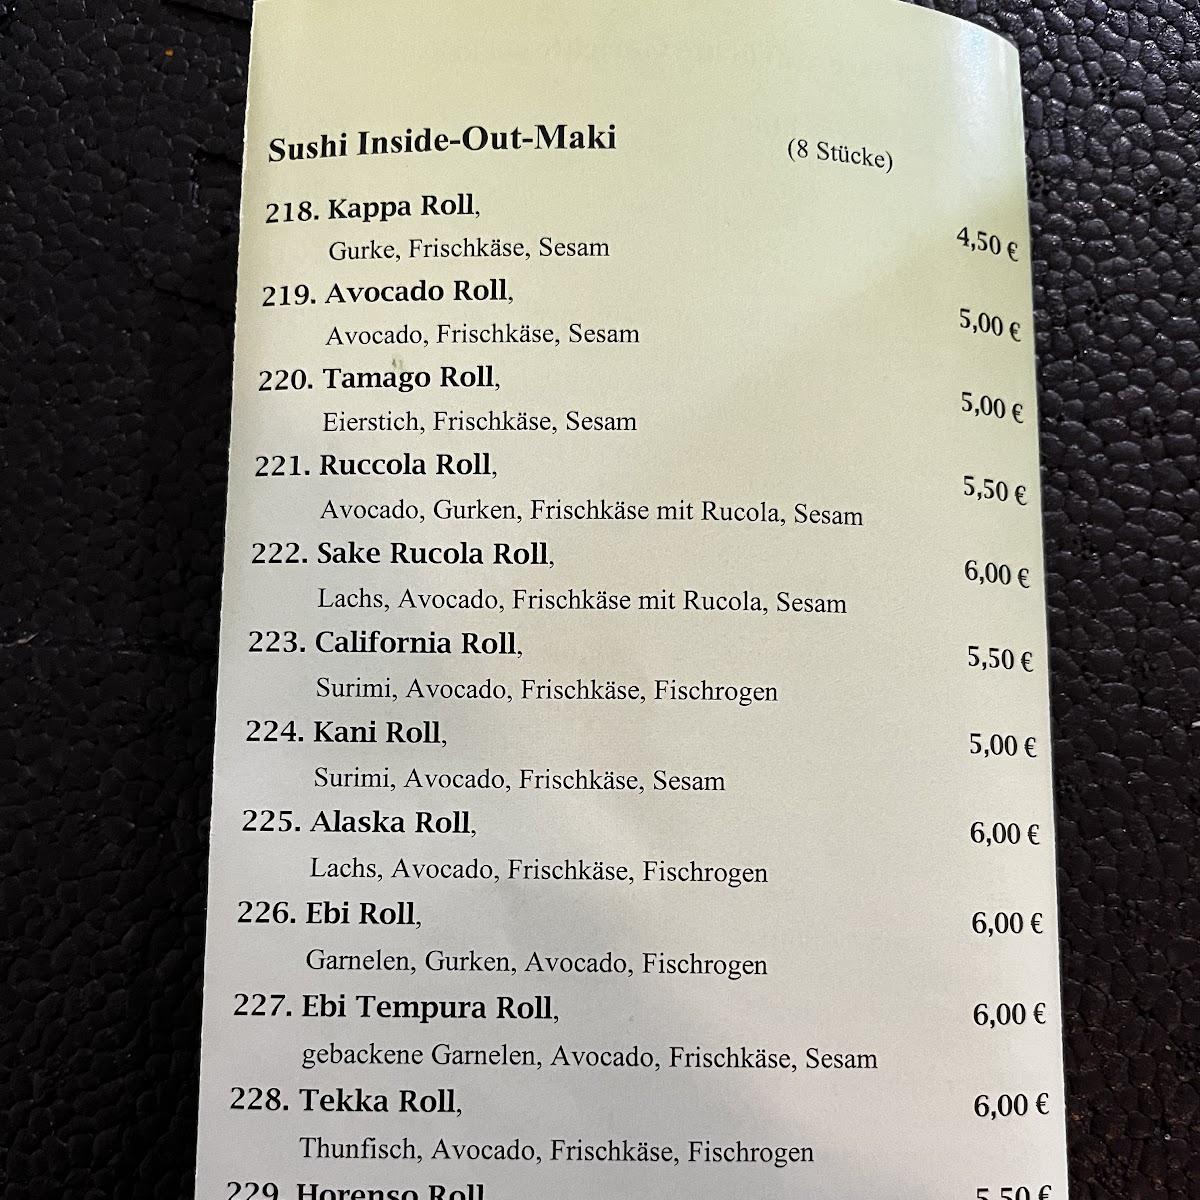 Sushi Inside-Out-Maki (8 Stücke)
218. Kappa Roll,
Gurke, Frischkäse, Sesam 4,50 €
219. Avocado Roll,
Avocado, Frischkäse, Sesam 5,00 €
220. Tamago Roll,
Eierstich, Frischkäse, Sesam 5,00 €
221. Ruccola Roll,
Avocado, Gurken, Frischkäse mit Rucola, Sesam 5,50 €
222. Sake Rucola Roll,
Lachs, Avocado, Frischkäse mit Rucola, Sesam 6,00 €
223. California Roll,
Surimi, Avocado, Frischkäse, Fischrogen 5,50 €
224. Kani Roll,
Surimi, Avocado, Frischkäse, Sesam 5,00 €
225. Alaska Roll,
Lachs, Avocado, Frischkäse, Fischrogen 6,00 €
226. Ebi Roll,
Garnelen, Gurken, Avocado, Fischrogen 6,00 €
227. Ebi Tempura Roll,
gebackene Garnelen, Avocado, Frischkäse, Sesam 6,00 €
228. Tekka Roll,
Thunfisch, Avocado, Frischkäse, Fischrogen 6,00 €
229. Horenso Roll 5,50 €